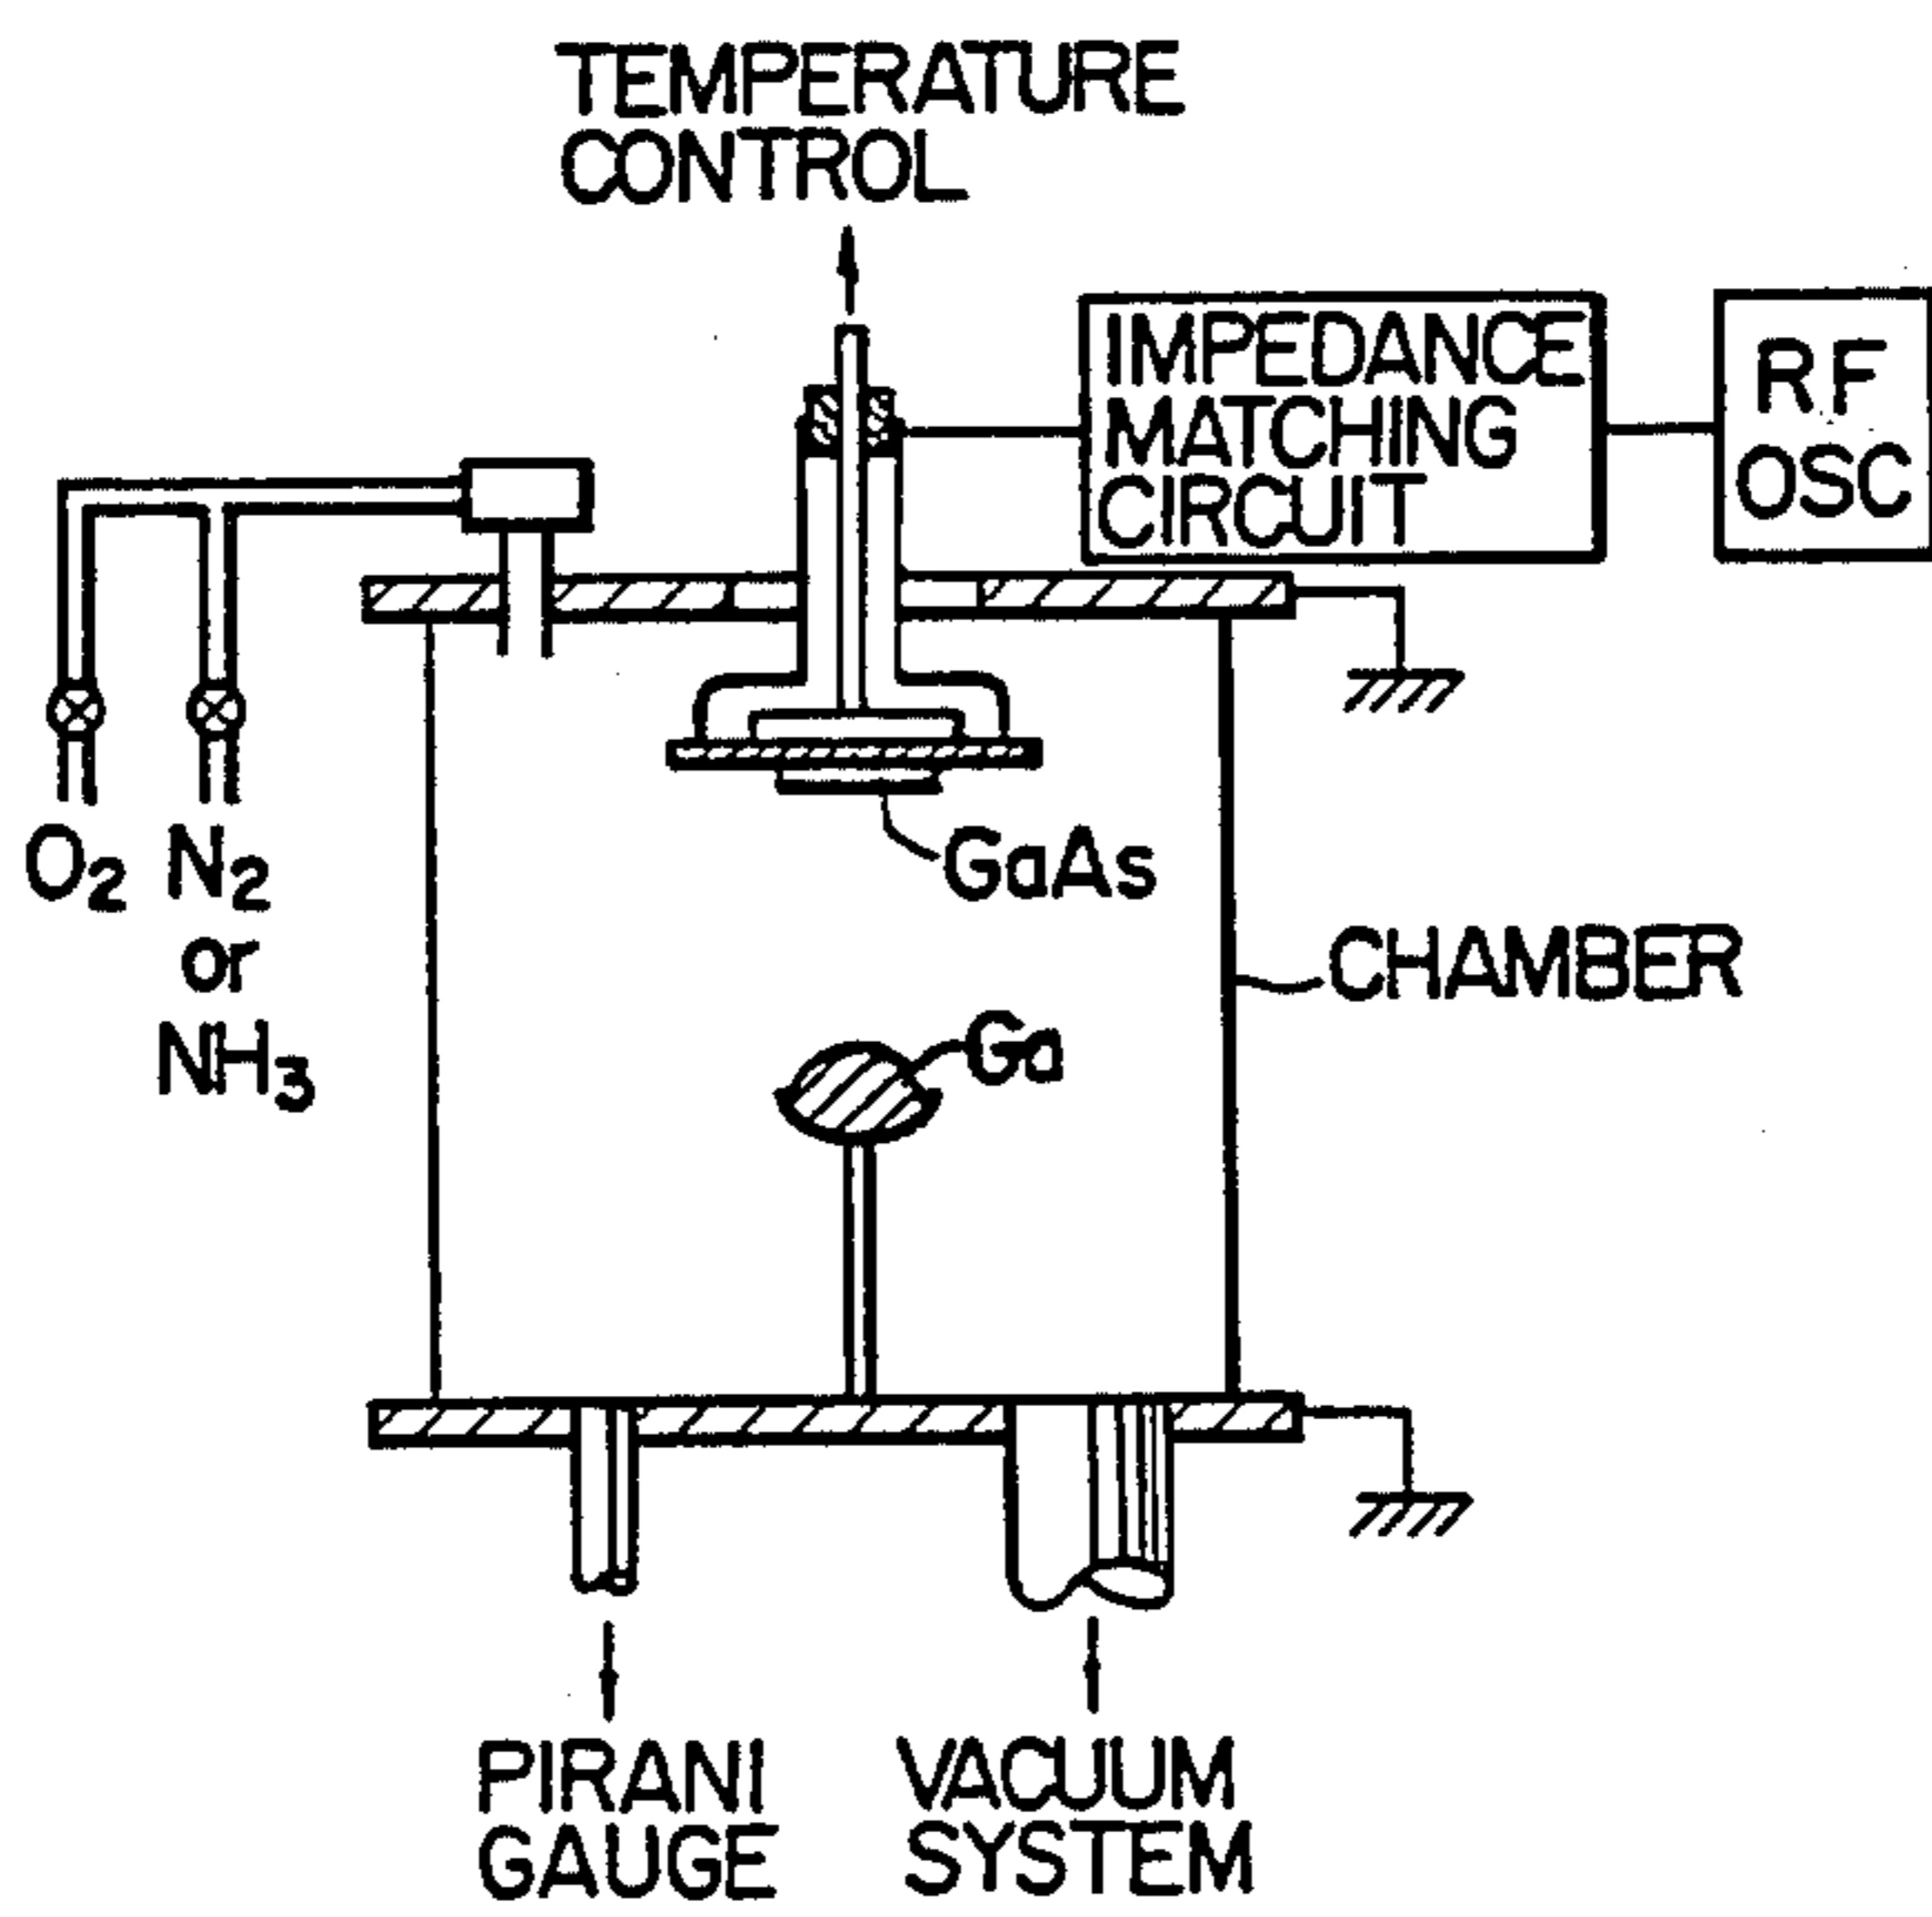 TEMPERATURE
CONTROL
IMPEDANCE
MATCHING
CIRCUIT
RF
OSC
O2
N2
or
NH3
GaAs
CHAMBER
Ga
PIRANI
GAUGE
VACUUM
SYSTEM